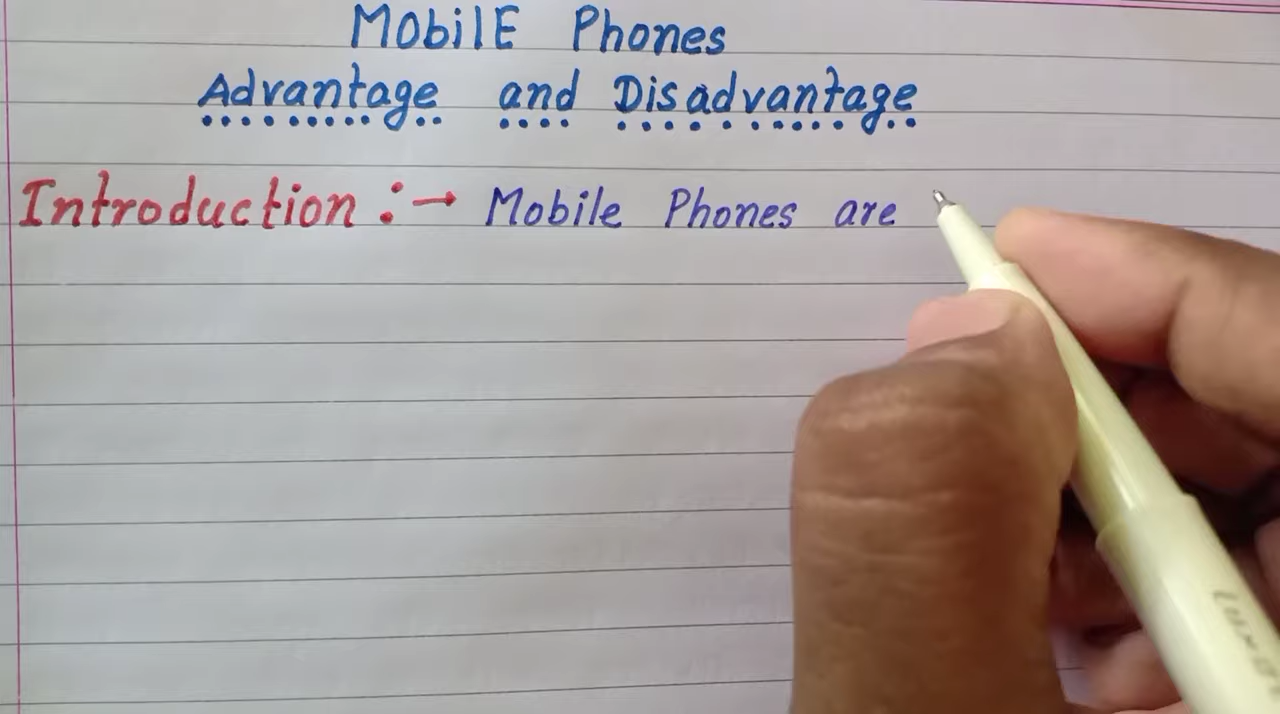 MobilE Phones
Advantage and Disadvantage
Introduction :→ Mobile Phones are